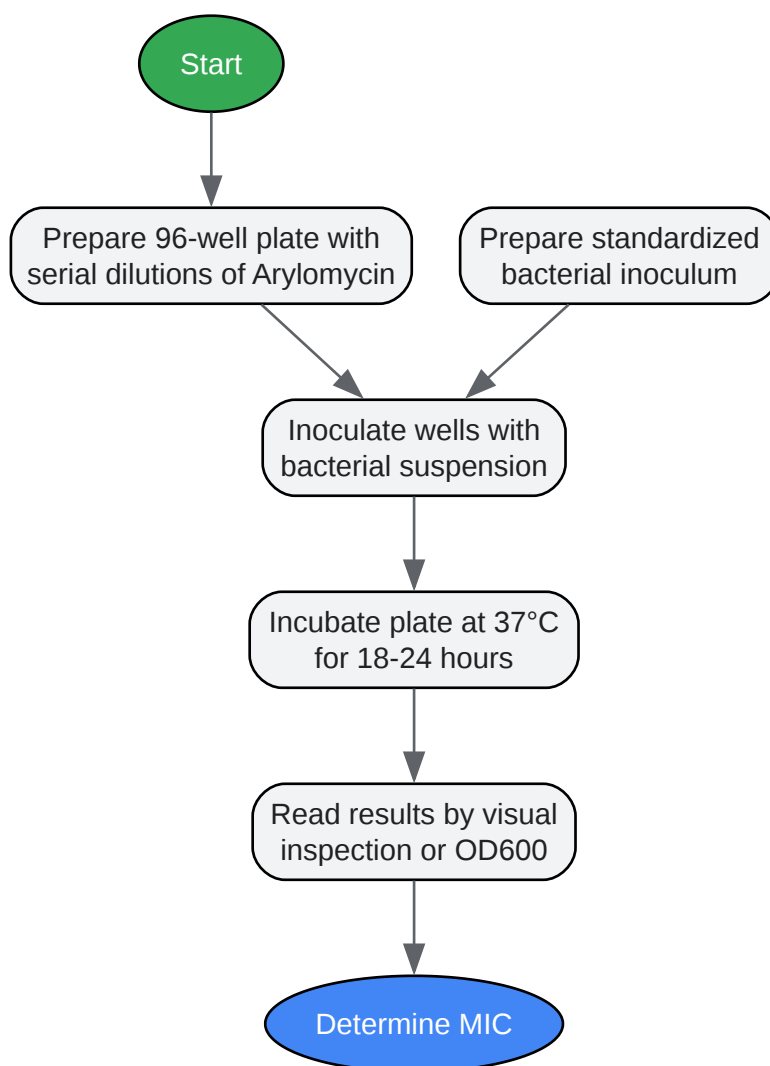 Start
Prepare 96-well plate with
serial dilutions of Arylomycin
Prepare standardized
bacterial inoculum
Inoculate wells with
bacterial suspension
Incubate plate at 37°C
for 18-24 hours
Read results by visual
inspection or OD600
Determine MIC